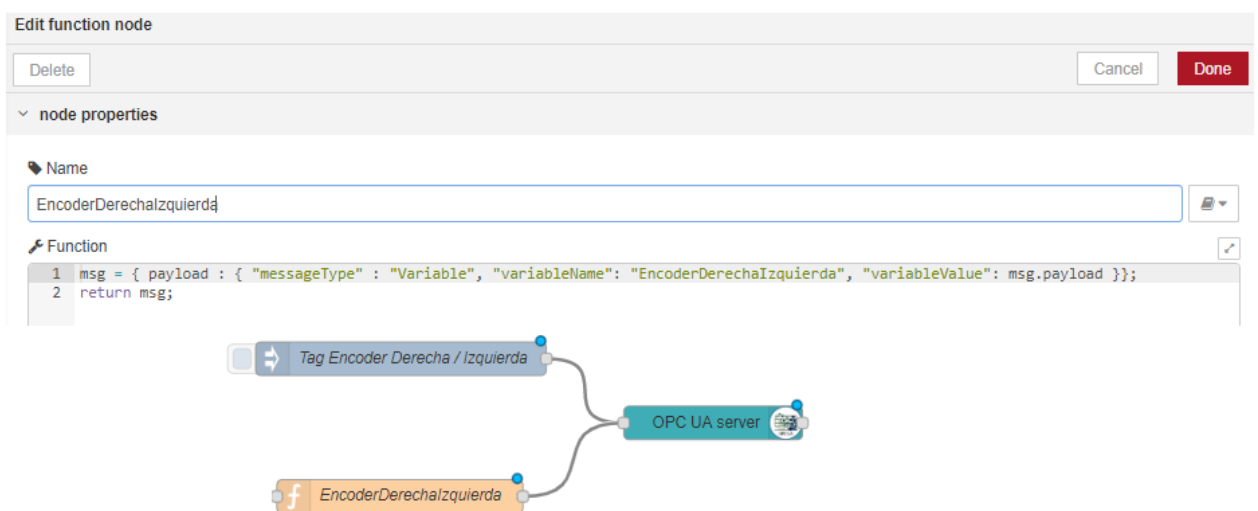 Edit function node
Delete Cancel Done
node properties
Name
EncoderDerechaIzquierda
Function
1 msg = { payload : { "messageType" : "Variable", "variableName": "EncoderDerechaIzquierda", "variableValue": msg.payload }};
2 return msg;
Tag Encoder Derecha / Izquierda
OPC UA server
EncoderDerechaIzquierda